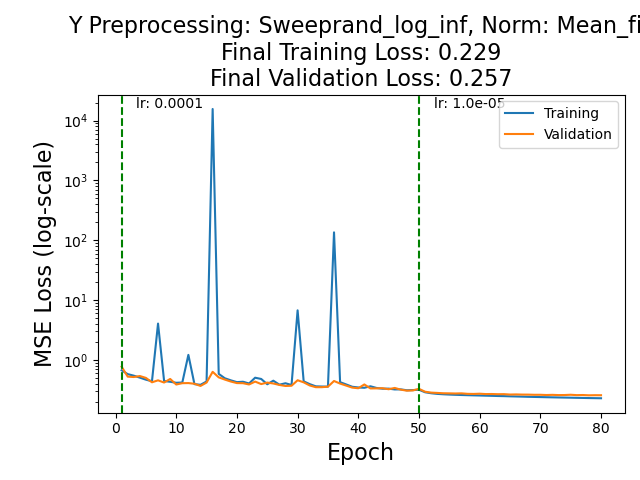 Y Preprocessing: Sweeprand_log_inf, Norm: Mean_fi
Final Training Loss: 0.229
Final Validation Loss: 0.257
lr: 0.0001
lr: 1.0e-05
Training
Validation
MSE Loss (log-scale)
10⁴
10³
10²
10¹
10⁰
0 10 20 30 40 50 60 70 80
Epoch